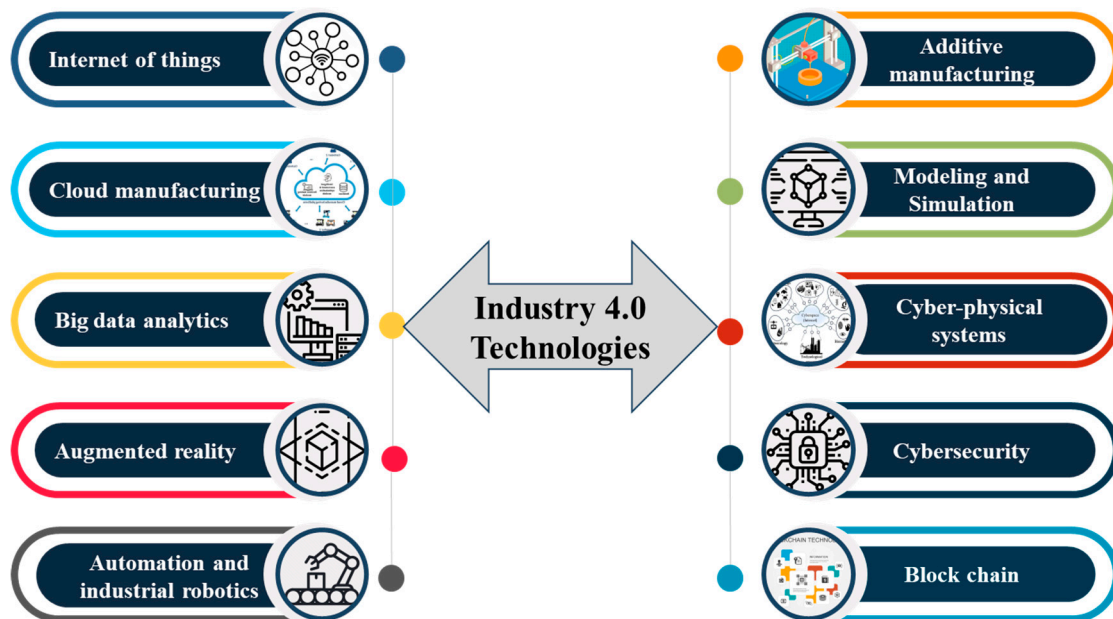 Internet of things
Cloud manufacturing
Big data analytics
Augmented reality
Automation and
industrial robotics
Industry 4.0
Technologies
Additive
manufacturing
Modeling and
Simulation
Cyber-physical
systems
Cybersecurity
Block chain